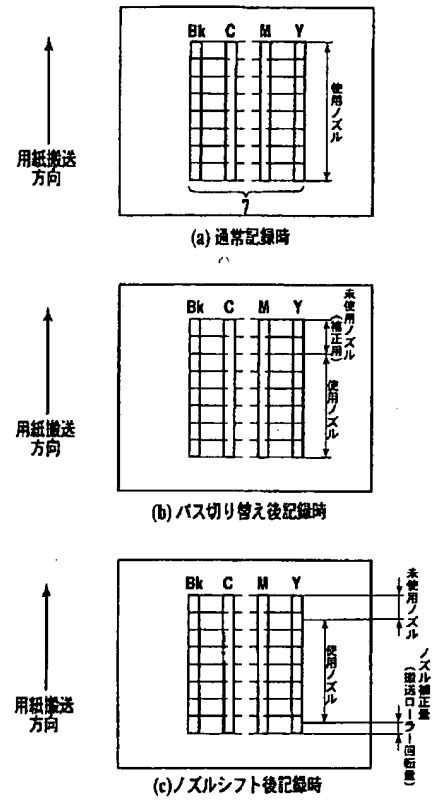 Bk C M Y
使用ノズル
用紙搬送
方向
7
(a) 通常記録時
Bk C M Y
未使用ノズル
(補正用)
使用ノズル
用紙搬送
方向
(b) パス切り替え後記録時
Bk C M Y
未使用ノズル
使用ノズル
ノズル補正量
(搬送ローラー回転量)
用紙搬送
方向
(c)ノズルシフト後記録時